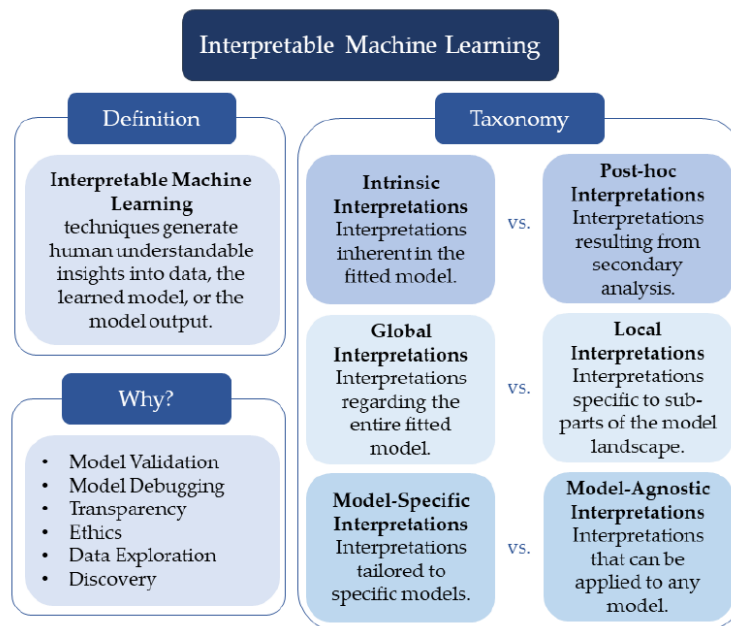 Interpretable Machine Learning
Definition
Interpretable Machine
Learning
techniques generate
human understandable
insights into data, the
learned model, or the
model output.
Why?
• Model Validation
• Model Debugging
• Transparency
• Ethics
• Data Exploration
• Discovery
Taxonomy
Intrinsic
Interpretations
Interpretations
inherent in the
fitted model.
vs.
Post-hoc
Interpretations
Interpretations
resulting from
secondary
analysis.
Global
Interpretations
Interpretations
regarding the
entire fitted
model.
vs.
Local
Interpretations
Interpretations
specific to sub-
parts of the model
landscape.
Model-Specific
Interpretations
Interpretations
tailored to
specific models.
vs.
Model-Agnostic
Interpretations
Interpretations
that can be
applied to any
model.